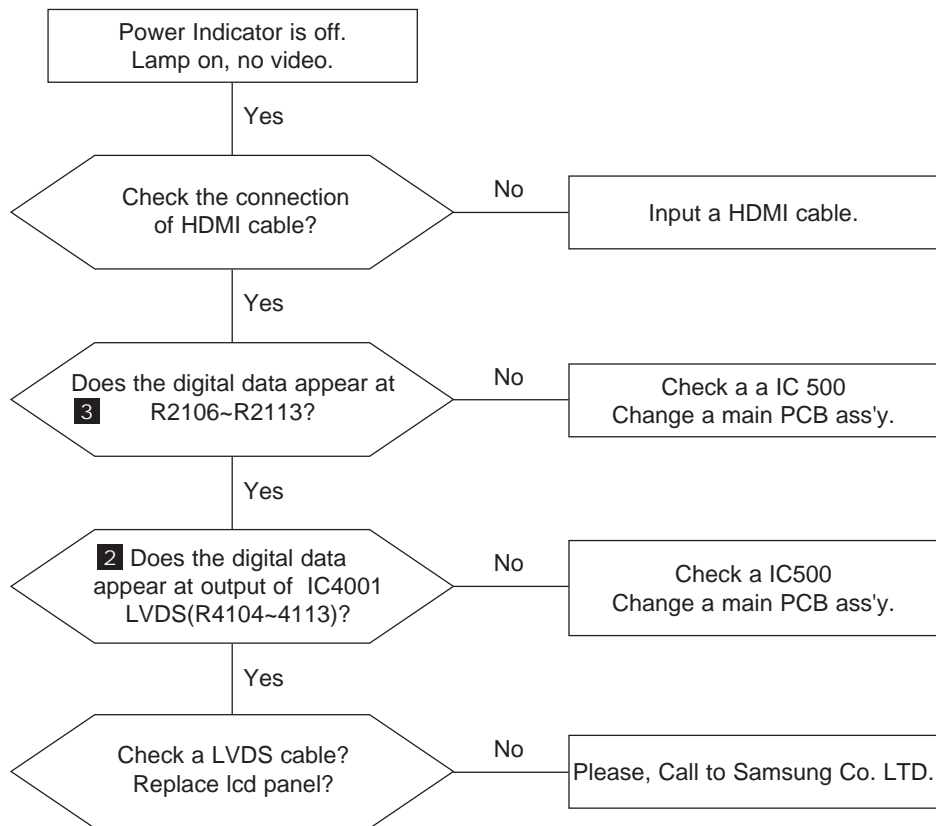 Power Indicator is off.
Lamp on, no video.
Yes
Check the connection
of HDMI cable?
No
Input a HDMI cable.
Yes
Does the digital data appear at
3 R2106~R2113?
No
Check a a IC 500
Change a main PCB ass'y.
Yes
2 Does the digital data
appear at output of IC4001
LVDS(R4104~4113)?
No
Check a IC500
Change a main PCB ass'y.
Yes
Check a LVDS cable?
Replace lcd panel?
No
Please, Call to Samsung Co. LTD.